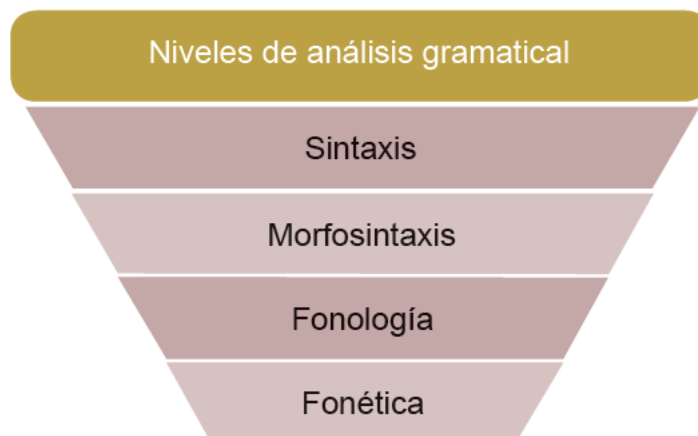 Niveles de análisis gramatical
Sintaxis
Morfosintaxis
Fonología
Fonética